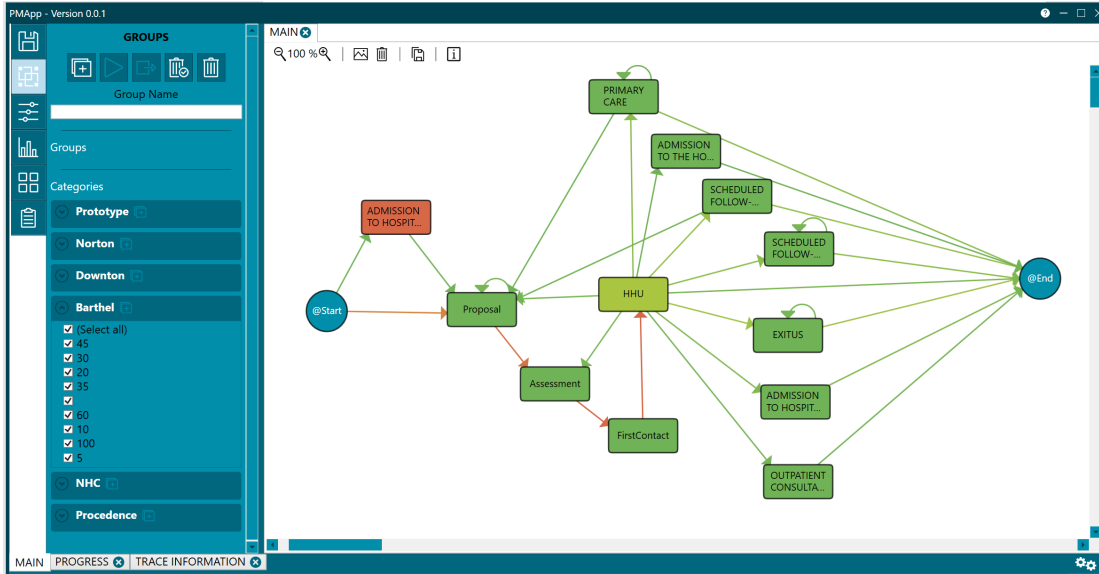 PMApp - Version 0.0.1
GROUPS
Group Name
Groups
Categories
Prototype
Norton
Downton
Barthel
(Select all)
45
30
20
35
60
10
100
5
NHC
Procedence
MAIN
100 %
PRIMARY
CARE
ADMISSION
TO THE HO...
SCHEDULED
FOLLOW-...
ADMISSION
TO HOSPIT...
SCHEDULED
FOLLOW-...
@Start
Proposal
HHU
@End
EXITUS
Assessment
ADMISSION
TO HOSPIT...
FirstContact
OUTPATIENT
CONSULTA...
MAIN
PROGRESS
TRACE INFORMATION